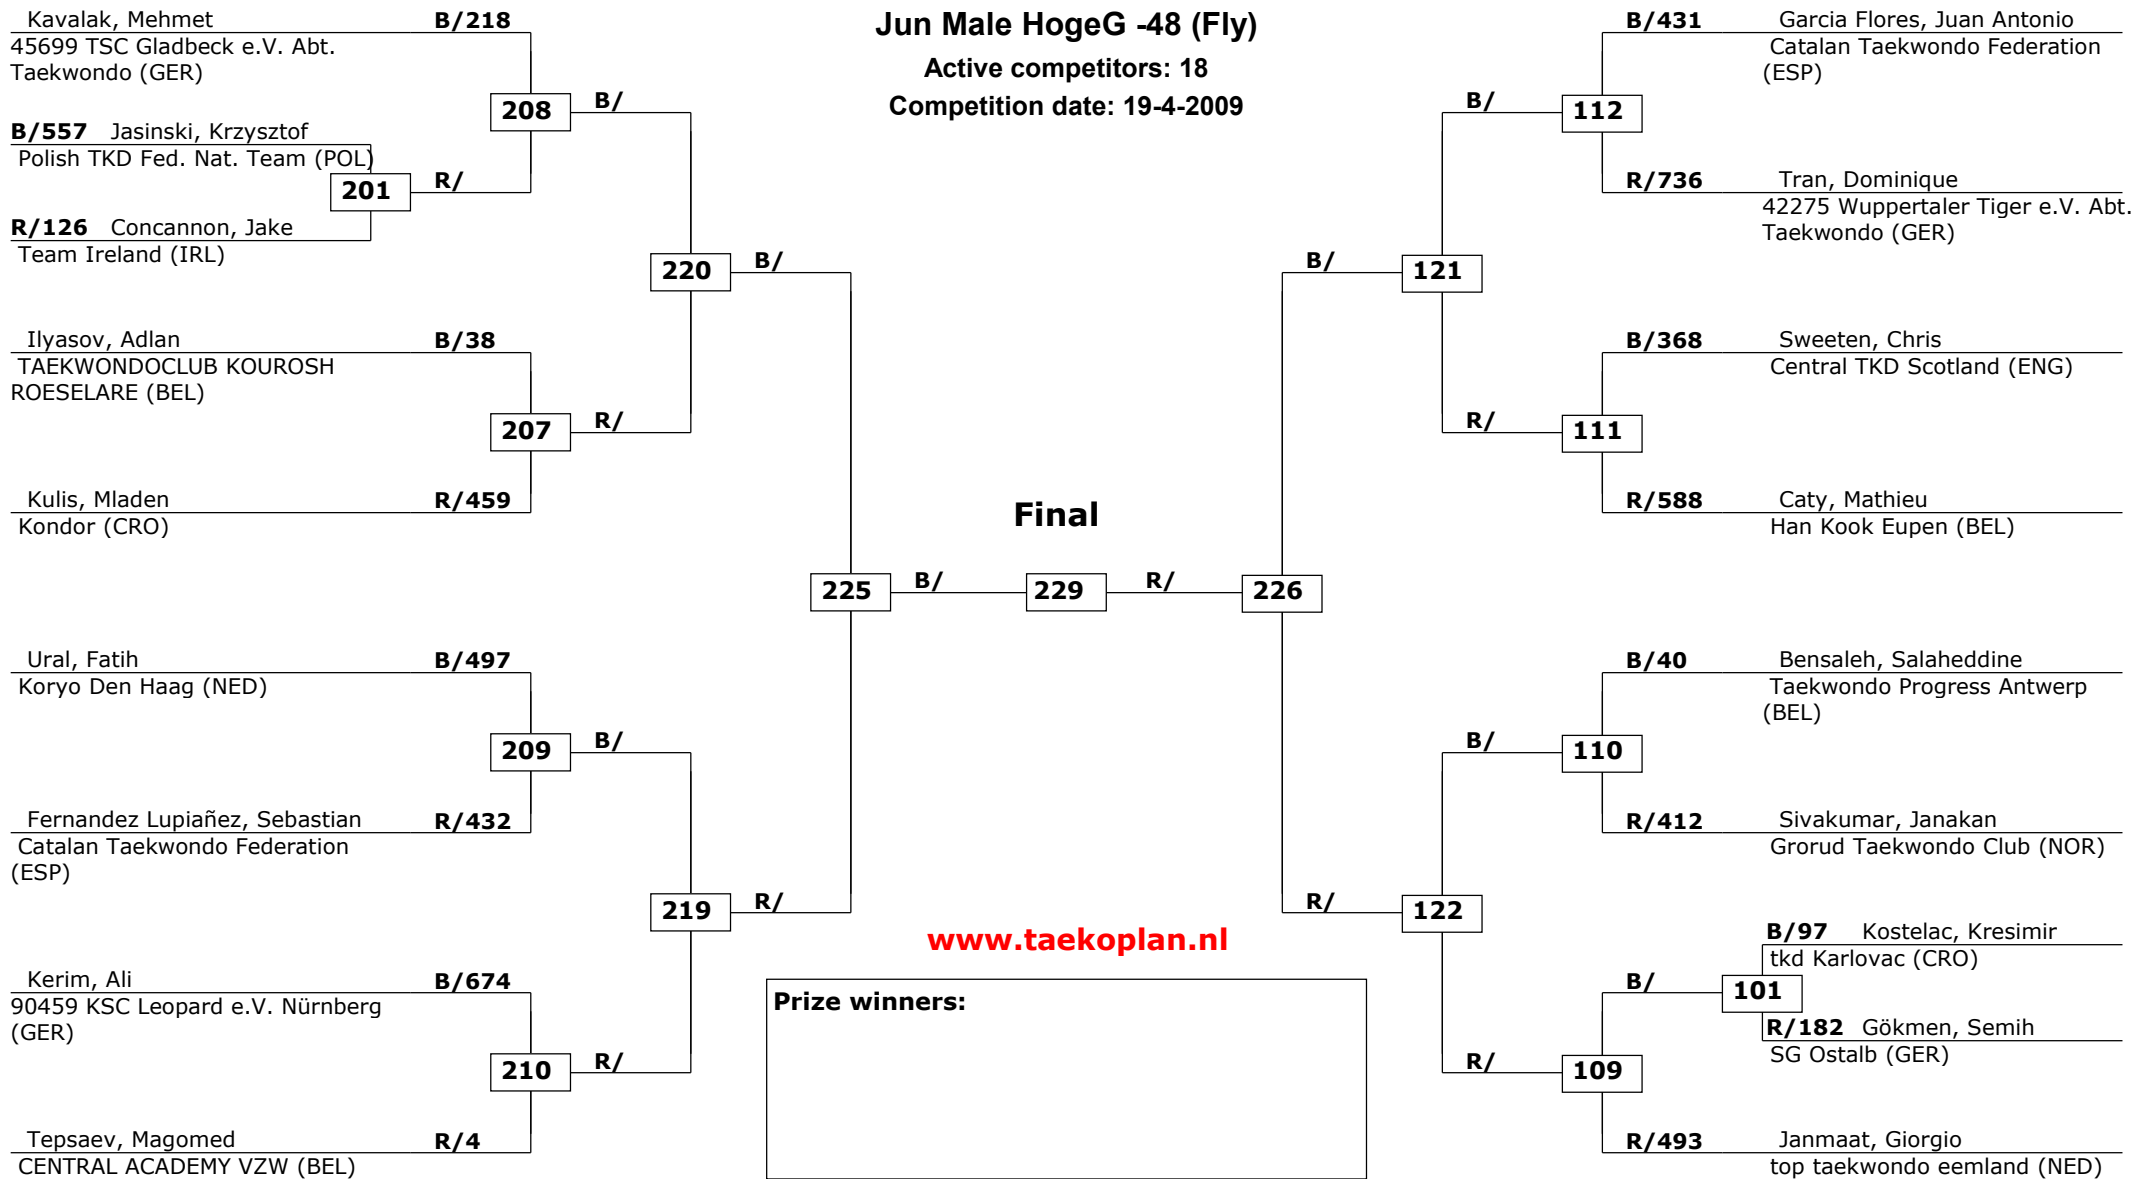 Jun Male HogeG -48 (Fly)
Active competitors: 18
Competition date: 19-4-2009
Kavalak, Mehmet B/218
45699 TSC Gladbeck e.V. Abt.
Taekwondo (GER)
208 B/
B/557 Jasinski, Krzysztof
Polish TKD Fed. Nat. Team (POL)
201 R/
R/126 Concannon, Jake
Team Ireland (IRL)
220 B/
Ilyasov, Adlan B/38
TAEKWONDOCLUB KOUROSH
ROESELARE (BEL)
207 R/
Kulis, Mladen R/459
Kondor (CRO)
Final
225 B/ 229 R/ 226
Ural, Fatih B/497
Koryo Den Haag (NED)
209 B/
Fernandez Lupiañez, Sebastian R/432
Catalan Taekwondo Federation
(ESP)
219 R/
Kerim, Ali B/674
90459 KSC Leopard e.V. Nürnberg
(GER)
210 R/
Tepsaev, Magomed R/4
CENTRAL ACADEMY VZW (BEL)
www.taekoplan.nl
Prize winners:
B/431 Garcia Flores, Juan Antonio
Catalan Taekwondo Federation
(ESP)
B/ 112
R/736 Tran, Dominique
42275 Wuppertaler Tiger e.V. Abt.
Taekwondo (GER)
B/ 121
B/368 Sweeten, Chris
Central TKD Scotland (ENG)
R/ 111
R/588 Caty, Mathieu
Han Kook Eupen (BEL)
B/40 Bensaleh, Salaheddine
Taekwondo Progress Antwerp
(BEL)
B/ 110
R/412 Sivakumar, Janakan
Grorud Taekwondo Club (NOR)
R/ 122
B/97 Kostelac, Kresimir
tkd Karlovac (CRO)
B/ 101
R/182 Gökmen, Semih
SG Ostalb (GER)
R/ 109
R/493 Janmaat, Giorgio
top taekwondo eemland (NED)